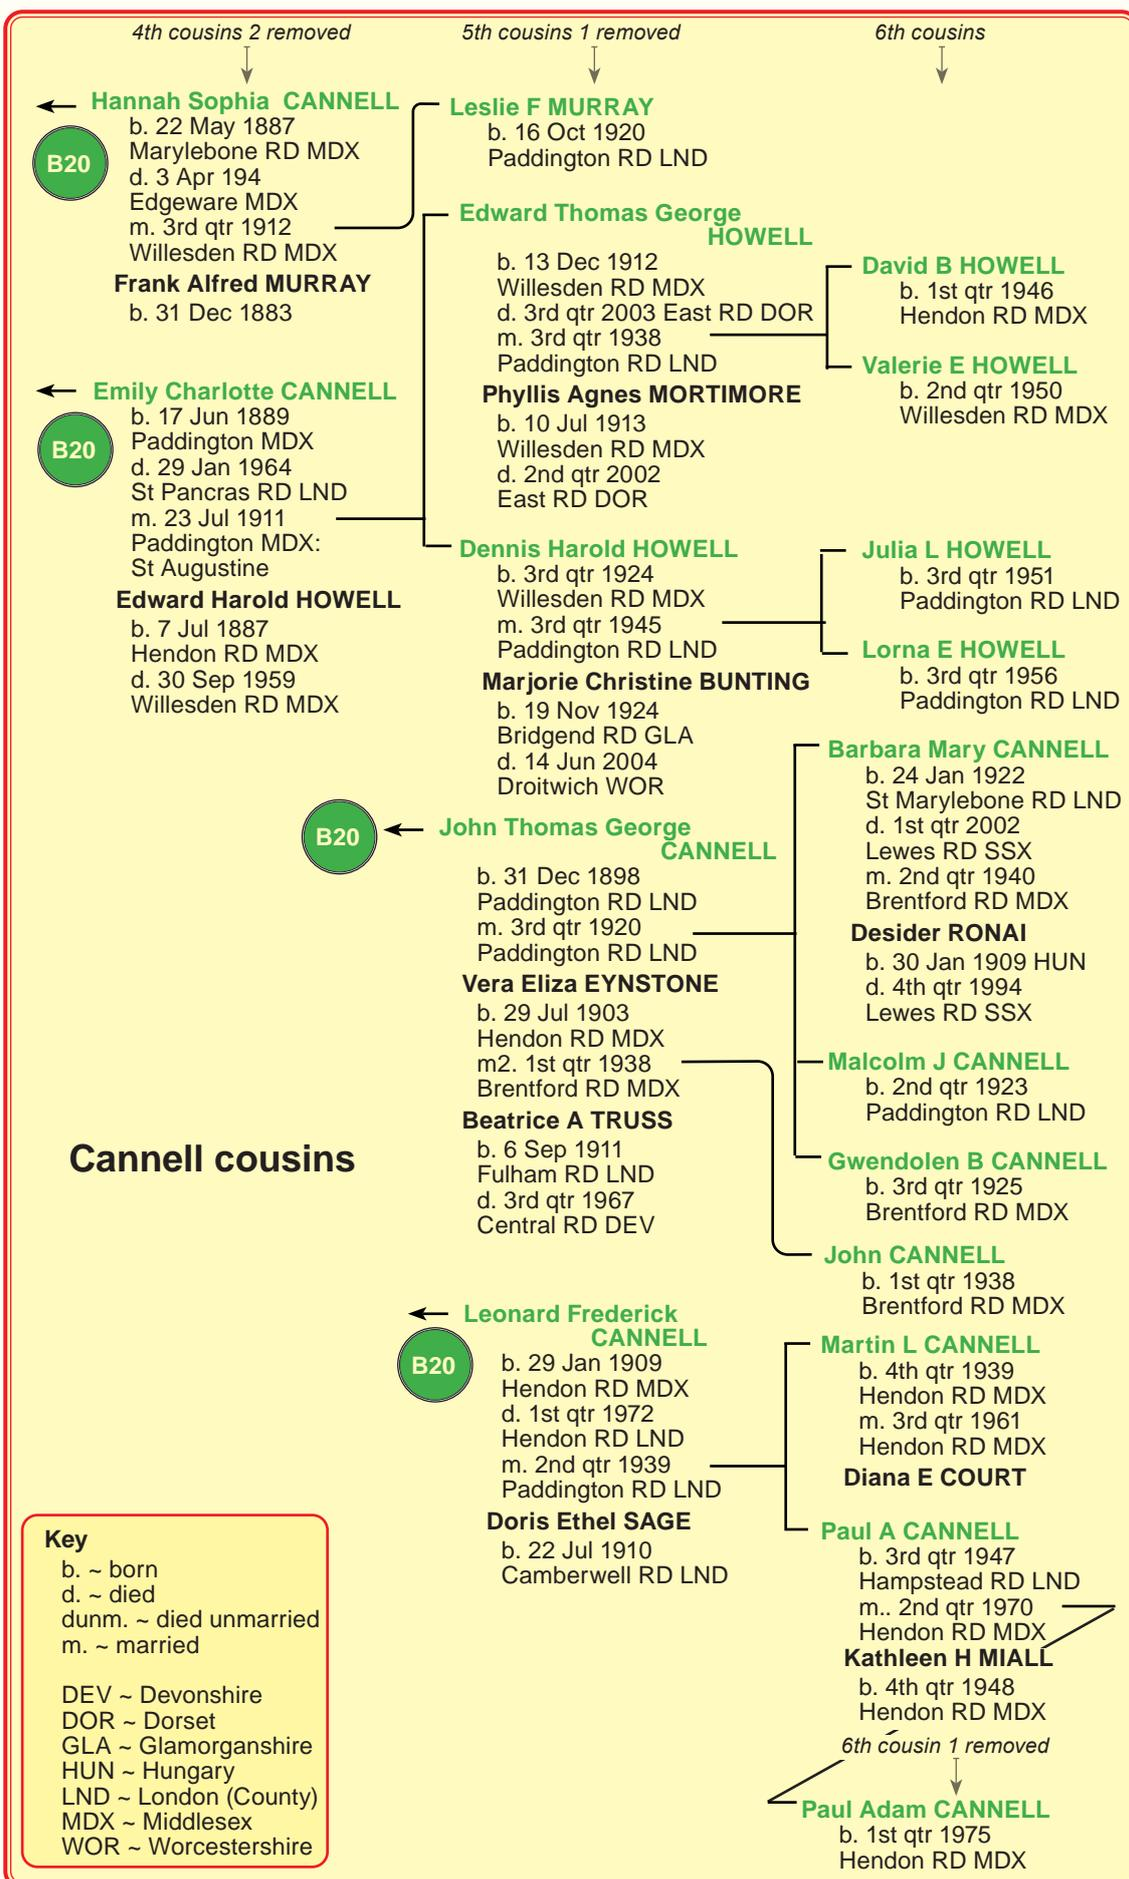 4th cousins 2 removed
5th cousins 1 removed
6th cousins
Hannah Sophia CANNELL
B20
b. 22 May 1887
Marylebone RD MDX
d. 3 Apr 194
Edgeware MDX
m. 3rd qtr 1912
Willesden RD MDX
Frank Alfred MURRAY
b. 31 Dec 1883
Emily Charlotte CANNELL
B20
b. 17 Jun 1889
Paddington MDX
d. 29 Jan 1964
St Pancras RD LND
m. 23 Jul 1911
Paddington MDX:
St Augustine
Edward Harold HOWELL
b. 7 Jul 1887
Hendon RD MDX
d. 30 Sep 1959
Willesden RD MDX
Leslie F MURRAY
b. 16 Oct 1920
Paddington RD LND
Edward Thomas George
HOWELL
b. 13 Dec 1912
Willesden RD MDX
d. 3rd qtr 2003 East RD DOR
m. 3rd qtr 1938
Paddington RD LND
Phyllis Agnes MORTIMORE
b. 10 Jul 1913
Willesden RD MDX
d. 2nd qtr 2002
East RD DOR
Dennis Harold HOWELL
b. 3rd qtr 1924
Willesden RD MDX
m. 3rd qtr 1945
Paddington RD LND
Marjorie Christine BUNTING
b. 19 Nov 1924
Bridgend RD GLA
d. 14 Jun 2004
Droitwich WOR
B20
John Thomas George
CANNELL
b. 31 Dec 1898
Paddington RD LND
m. 3rd qtr 1920
Paddington RD LND
Vera Eliza EYNSTONE
b. 29 Jul 1903
Hendon RD MDX
m2. 1st qtr 1938
Brentford RD MDX
Beatrice A TRUSS
b. 6 Sep 1911
Fulham RD LND
d. 3rd qtr 1967
Central RD DEV
Leonard Frederick
CANNELL
B20
b. 29 Jan 1909
Hendon RD MDX
d. 1st qtr 1972
Hendon RD LND
m. 2nd qtr 1939
Paddington RD LND
Doris Ethel SAGE
b. 22 Jul 1910
Camberwell RD LND
David B HOWELL
b. 1st qtr 1946
Hendon RD MDX
Valerie E HOWELL
b. 2nd qtr 1950
Willesden RD MDX
Julia L HOWELL
b. 3rd qtr 1951
Paddington RD LND
Lorna E HOWELL
b. 3rd qtr 1956
Paddington RD LND
Barbara Mary CANNELL
b. 24 Jan 1922
St Marylebone RD LND
d. 1st qtr 2002
Lewes RD SSX
m. 2nd qtr 1940
Brentford RD MDX
Desider RONAI
b. 30 Jan 1909 HUN
d. 4th qtr 1994
Lewes RD SSX
Malcolm J CANNELL
b. 2nd qtr 1923
Paddington RD LND
Gwendolen B CANNELL
b. 3rd qtr 1925
Brentford RD MDX
John CANNELL
b. 1st qtr 1938
Brentford RD MDX
Martin L CANNELL
b. 4th qtr 1939
Hendon RD MDX
m. 3rd qtr 1961
Hendon RD MDX
Diana E COURT
Paul A CANNELL
b. 3rd qtr 1947
Hampstead RD LND
m.. 2nd qtr 1970
Hendon RD MDX
Kathleen H MIALL
b. 4th qtr 1948
Hendon RD MDX
6th cousin 1 removed
Paul Adam CANNELL
b. 1st qtr 1975
Hendon RD MDX
Cannell cousins
Key
b. ~ born
d. ~ died
dunm. ~ died unmarried
m. ~ married
DEV ~ Devonshire
DOR ~ Dorset
GLA ~ Glamorganshire
HUN ~ Hungary
LND ~ London (County)
MDX ~ Middlesex
WOR ~ Worcestershire